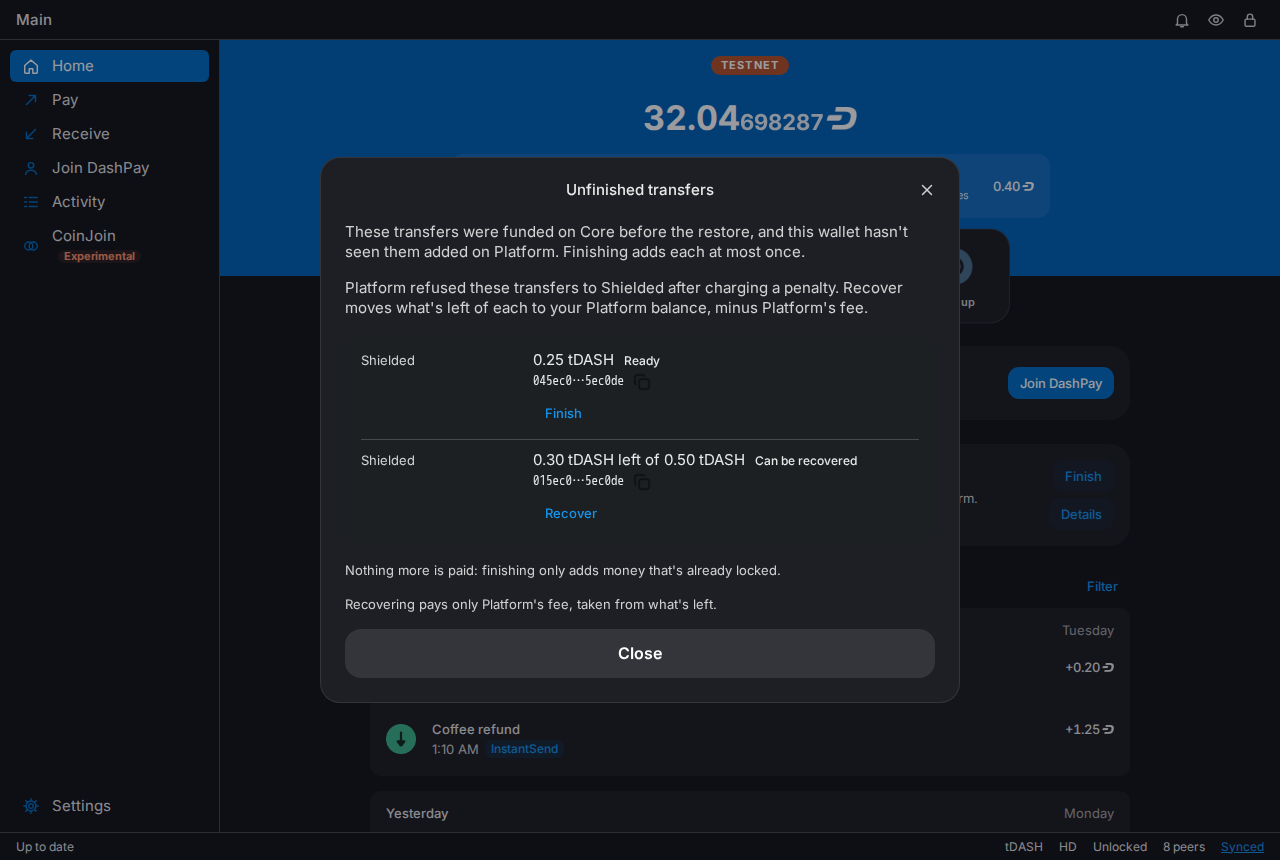 Main
Home
Pay
Receive
Join DashPay
Activity
CoinJoin
Experimental
Settings
TESTNET
32.04698287
es
0.40
up
Join DashPay
Finish
rm.
Details
Filter
Tuesday
+0.20
Coffee refund
+1.25
1:10 AM InstantSend
Yesterday
Monday
Unfinished transfers
These transfers were funded on Core before the restore, and this wallet hasn't
seen them added on Platform. Finishing adds each at most once.
Platform refused these transfers to Shielded after charging a penalty. Recover
moves what's left of each to your Platform balance, minus Platform's fee.
Shielded
0.25 tDASH Ready
045ec0···5ec0de
Finish
Shielded
0.30 tDASH left of 0.50 tDASH Can be recovered
015ec0···5ec0de
Recover
Nothing more is paid: finishing only adds money that's already locked.
Recovering pays only Platform's fee, taken from what's left.
Close
Up to date
tDASH HD Unlocked 8 peers Synced